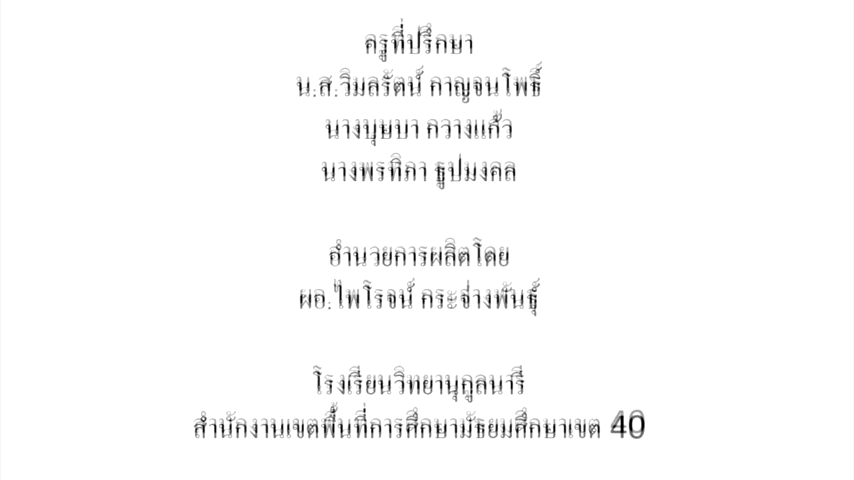 ครูที่ปรึกษา
น.ส.วิมลรัตน์ กาญจนโพธิ์
นางบุษบา กวางแก้ว
นางพรทิภา ธูปมงคล
อำนวยการผลิตโดย
ผอ.ไพโรจน์ กระจ่างพันธุ์
โรงเรียนวิทยานุกูลนารี
สำนักงานเขตพื้นที่การศึกษามัธยมศึกษาเขต 40